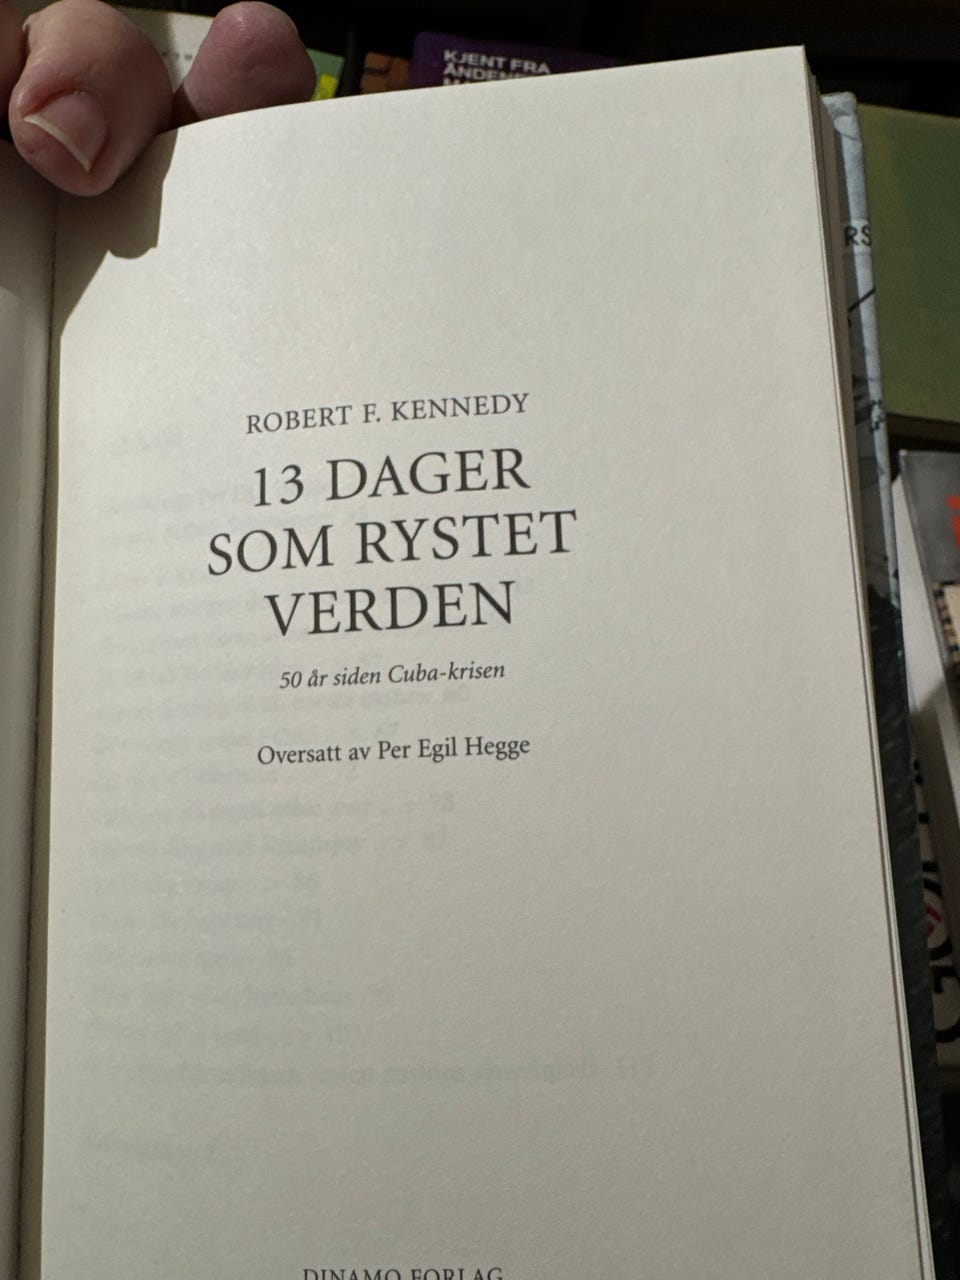 KJENT FRA
ROBERT F. KENNEDY
13 DAGER
SOM RYSTET
VERDEN
50 år siden Cuba-krisen
Oversatt av Per Egil Hegge
DINAMO FORLAG
RS